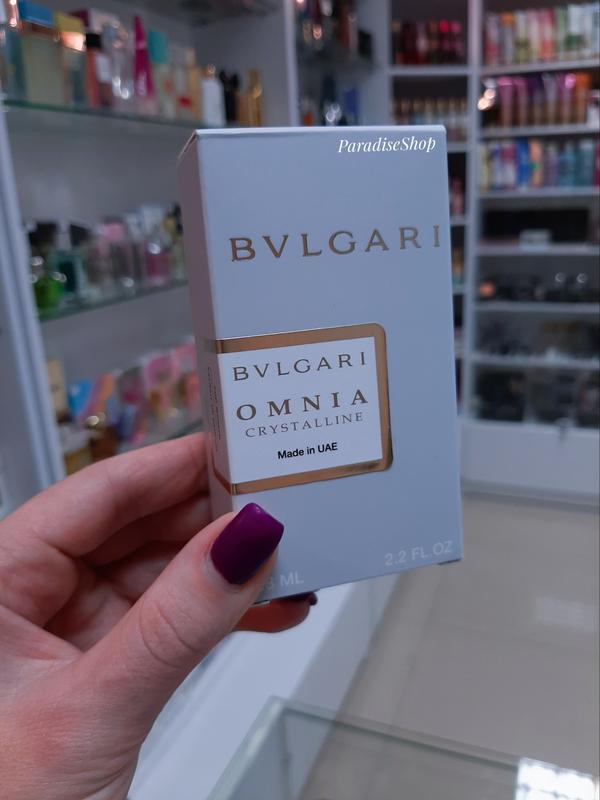 ParadiseShop
BVLGARI
BVLGARI
OMNIA
CRYSTALLINE
Made in UAE
ML
2.2 FL.OZ